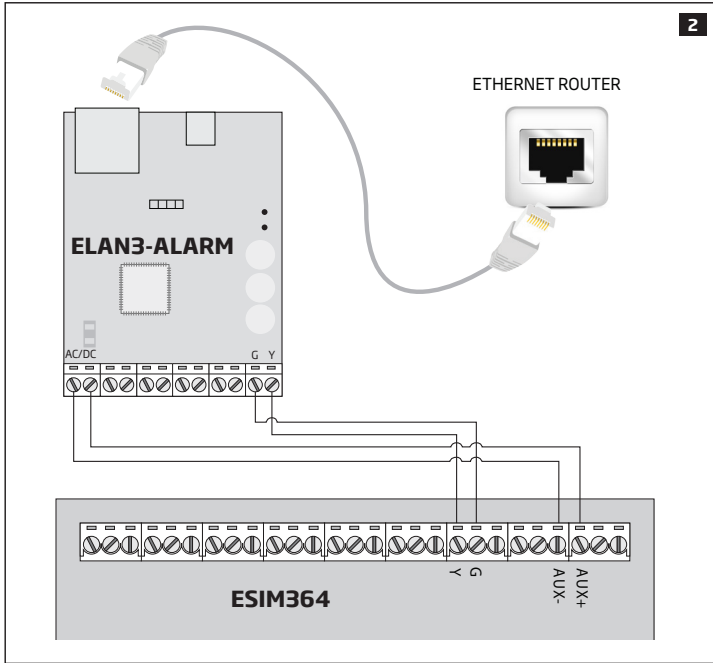 2
ETHERNET ROUTER
ELAN3-ALARM
AC/DC
G Y
Y
G
AUX-
AUX+
ESIM364